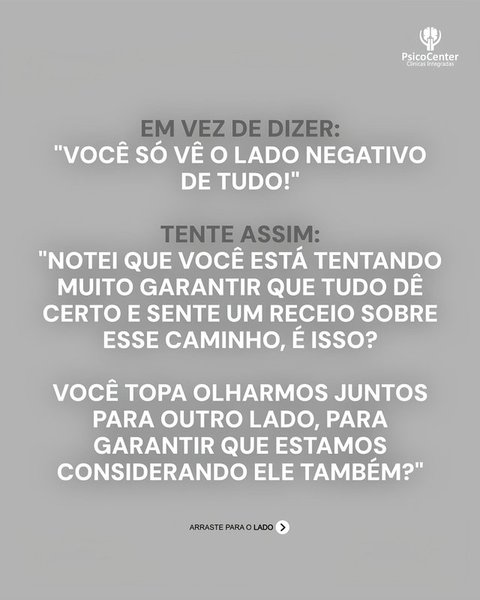 PsicoCenter
Clínicas Integradas
EM VEZ DE DIZER:
"VOCÊ SÓ VÊ O LADO NEGATIVO
DE TUDO!"
TENTE ASSIM:
"NOTEI QUE VOCÊ ESTÁ TENTANDO
MUITO GARANTIR QUE TUDO DÊ
CERTO E SENTE UM RECEIO SOBRE
ESSE CAMINHO, É ISSO?
VOCÊ TOPA OLHARMOS JUNTOS
PARA OUTRO LADO, PARA
GARANTIR QUE ESTAMOS
CONSIDERANDO ELE TAMBÉM?"
ARRASTE PARA O LADO